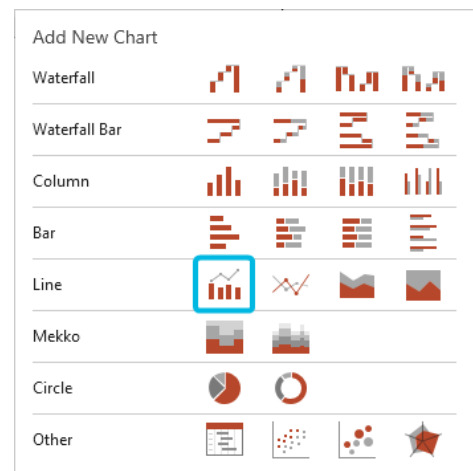 Add New Chart
Waterfall
Waterfall Bar
Column
Bar
Line
Mekko
Circle
Other